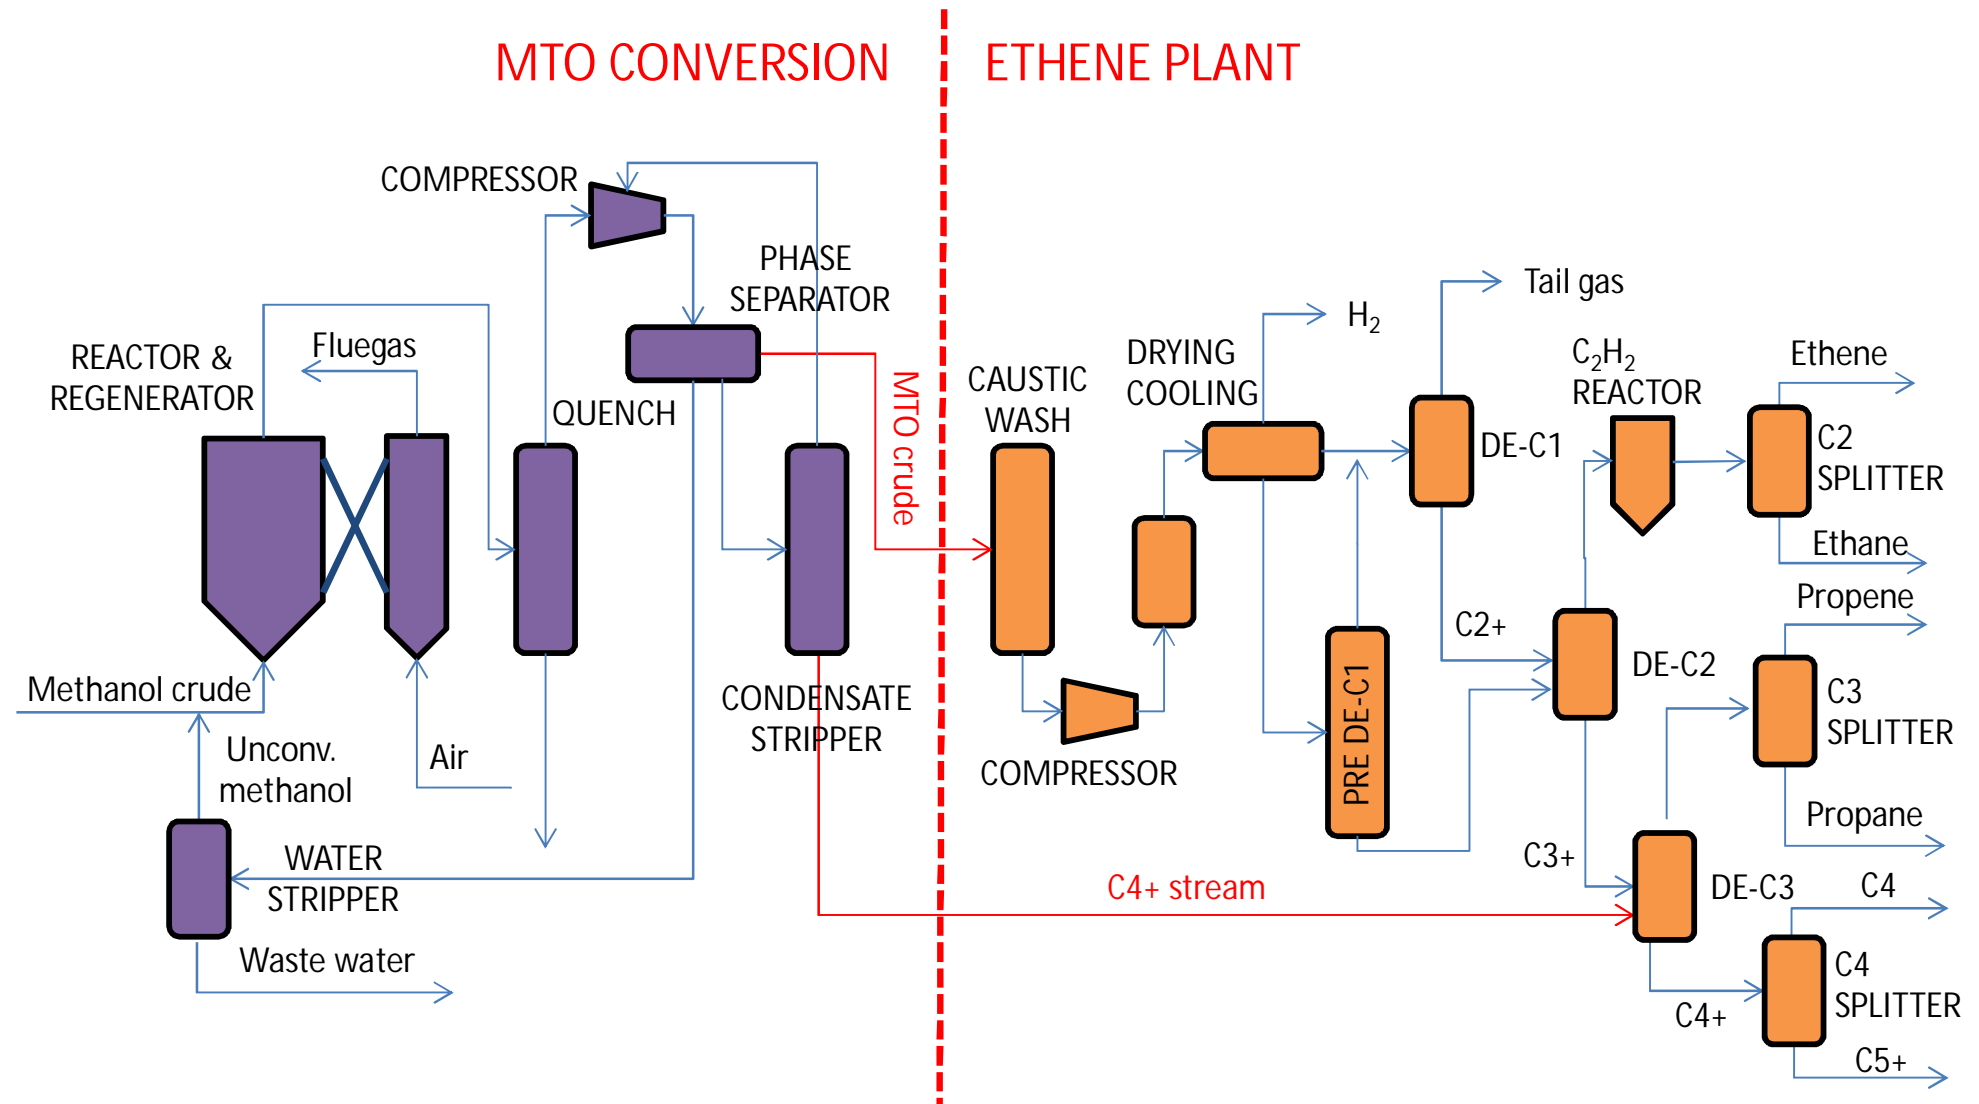 MTO CONVERSION
ETHENE PLANT
COMPRESSOR
PHASE
SEPARATOR
REACTOR &
REGENERATOR
Fluegas
QUENCH
MTO crude
Methanol crude
Unconv.
methanol
Air
CONDENSATE
STRIPPER
WATER
STRIPPER
Waste water
CAUSTIC
WASH
COMPRESSOR
DRYING
COOLING
H₂
Tail gas
DE-C1
PRE DE-C1
C₂H₂
REACTOR
Ethene
C2
SPLITTER
Ethane
C2+
DE-C2
Propene
C3
SPLITTER
Propane
C3+
C4+ stream
DE-C3
C4
C4
SPLITTER
C4+
C5+